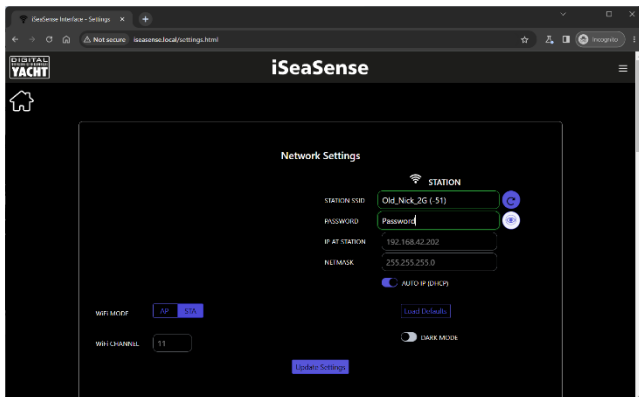 iSeaSense Interface - Settings
Not secure iseasense.local/settings.html
Incognito
DIGITAL
YACHT
iSeaSense
Network Settings
STATION
STATION SSID Old_Nick_2G (-51)
PASSWORD Password
IP AT STATION 192.168.42.202
NETMASK 255.255.255.0
AUTO IP (DHCP)
WiFi MODE AP STA Load Defaults
DARK MODE
WiFi CHANNEL 11
Update Settings